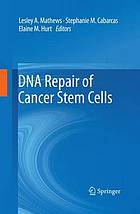 Lesley A. Mathews · Stephanie M. Cabarcas
Elaine M. Hurt Editors
DNA Repair of
Cancer Stem Cells
Springer